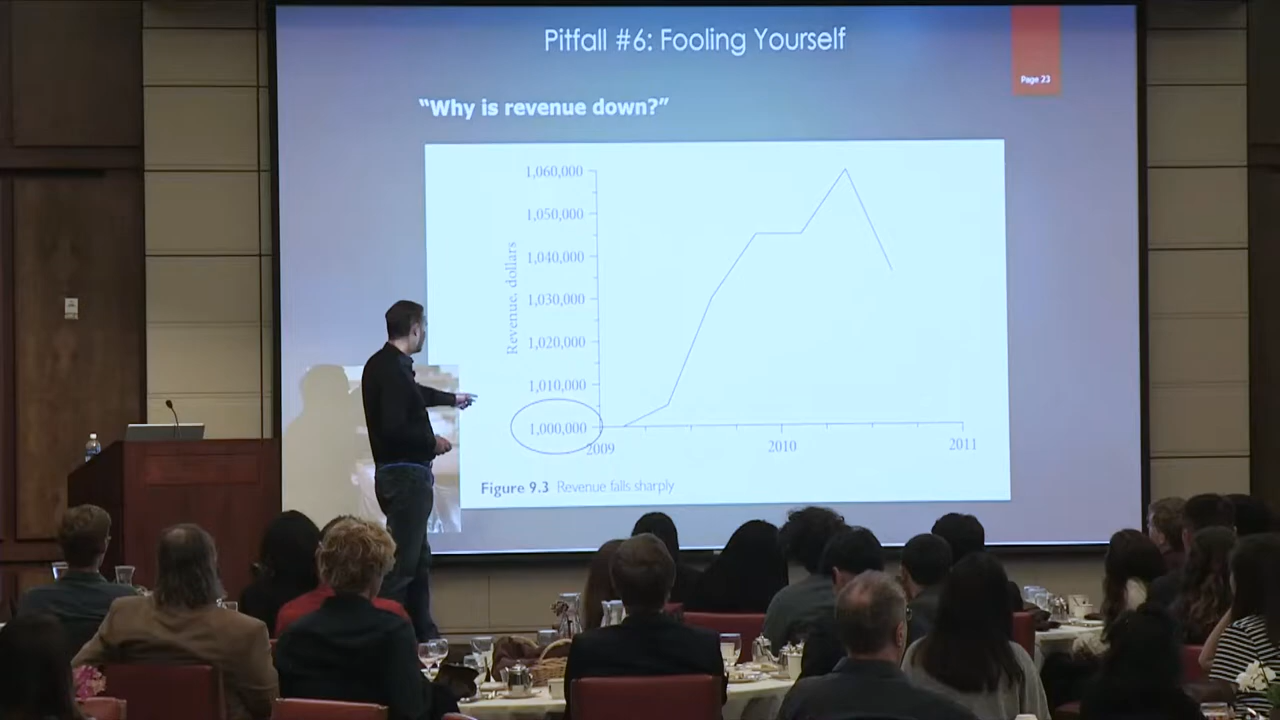 Pitfall #6: Fooling Yourself
Page 23
“Why is revenue down?”
1,060,000
1,050,000
1,040,000
1,030,000
1,020,000
1,010,000
1,000,000
Revenue, dollars
2009
2010
2011
Figure 9.3 Revenue falls sharply